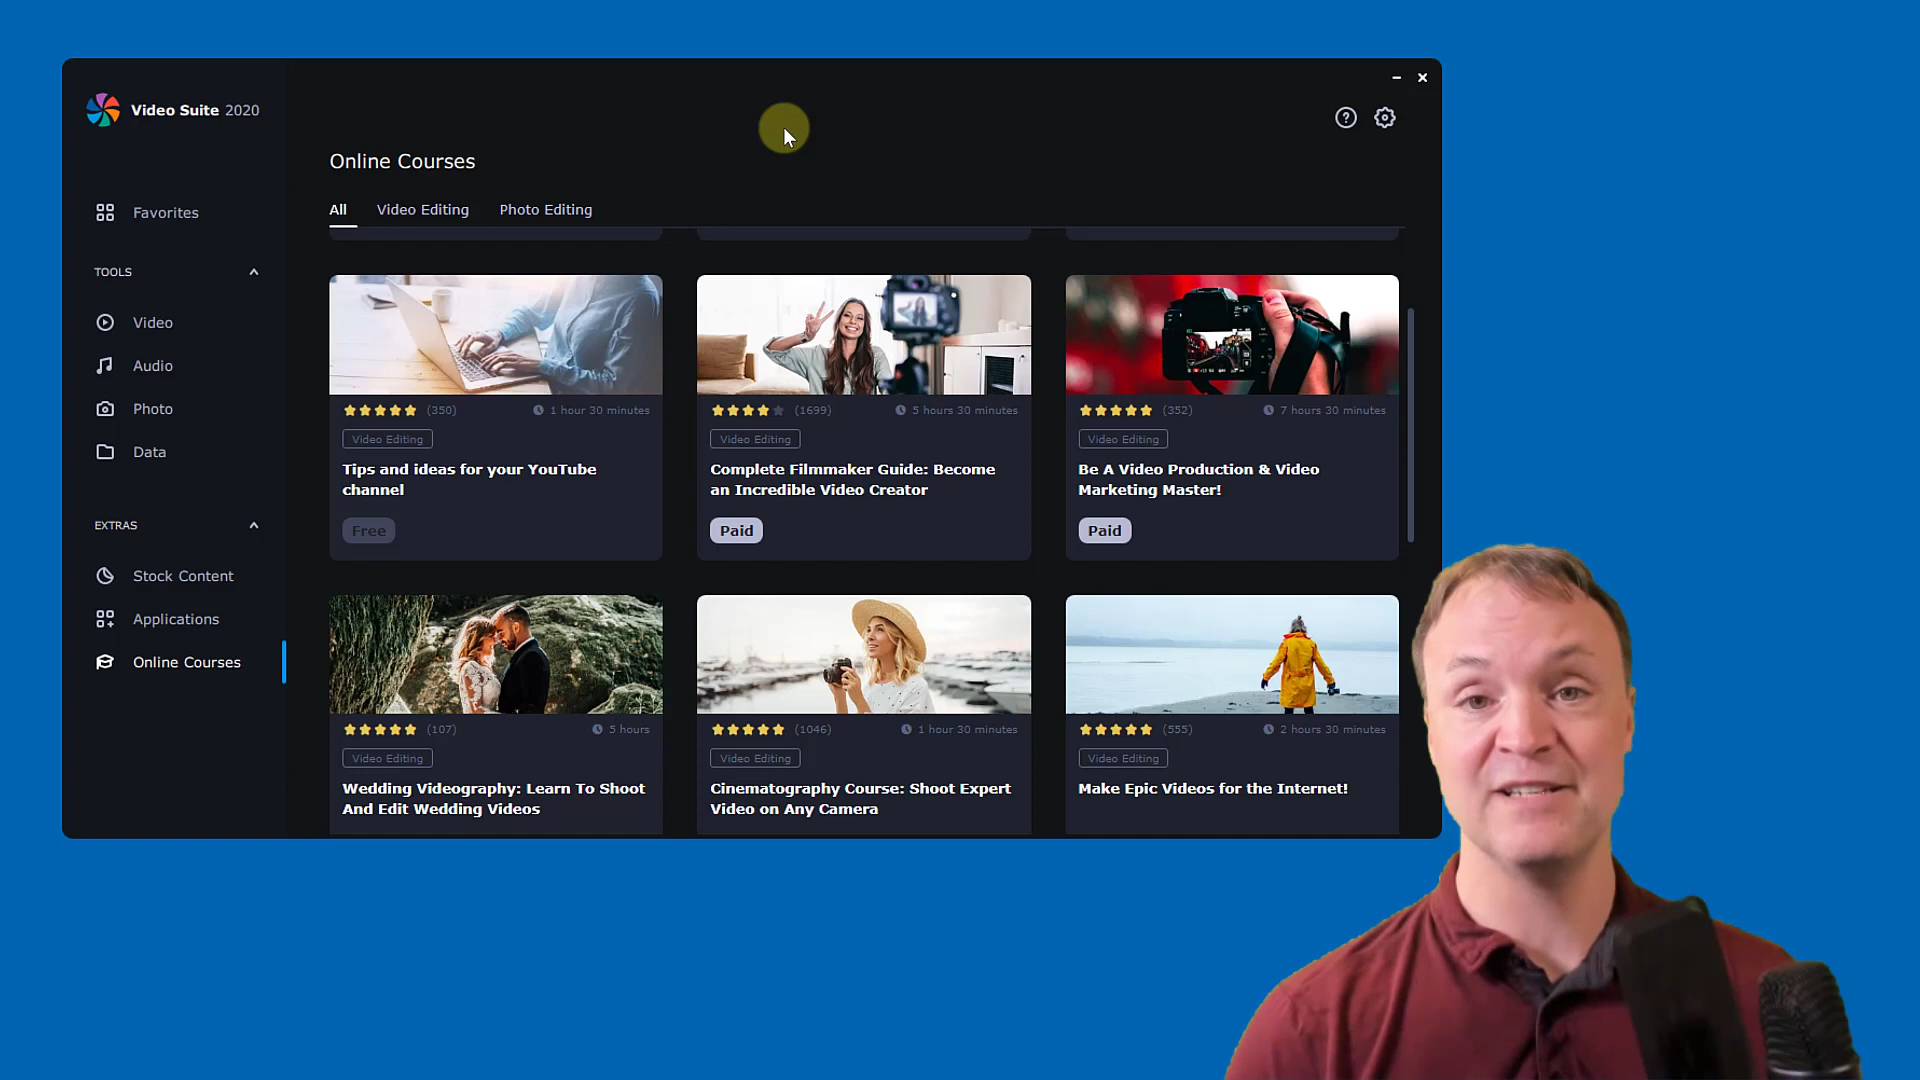 Video Suite 2020
Online Courses
All Video Editing Photo Editing
Favorites
TOOLS
Video
Audio
Photo
Data
EXTRAS
Stock Content
Applications
Online Courses
(350) 1 hour 30 minutes
Video Editing
Tips and ideas for your YouTube
channel
Free
(1699) 5 hours 30 minutes
Video Editing
Complete Filmmaker Guide: Become
an Incredible Video Creator
Paid
(352) 7 hours 30 minutes
Video Editing
Be A Video Production & Video
Marketing Master!
Paid
(107) 5 hours
Video Editing
Wedding Videography: Learn To Shoot
And Edit Wedding Videos
(1046) 1 hour 30 minutes
Video Editing
Cinematography Course: Shoot Expert
Video on Any Camera
(555) 2 hours 30 minutes
Video Editing
Make Epic Videos for the Internet!